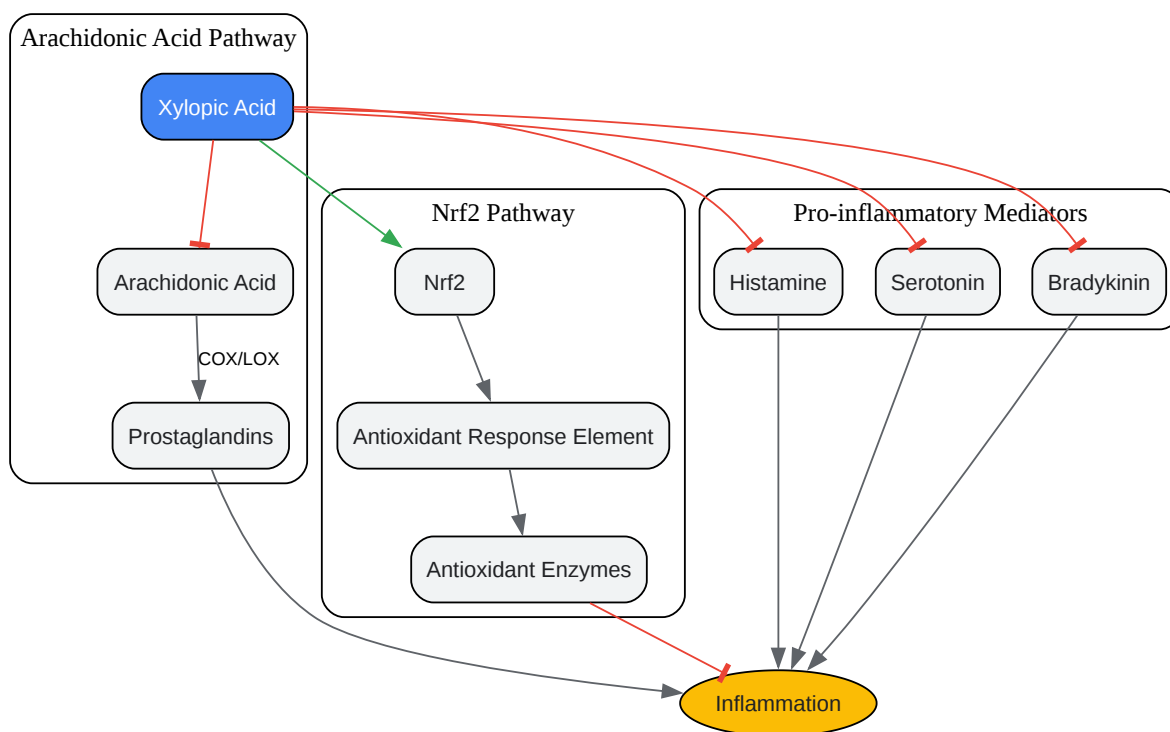 Arachidonic Acid Pathway
Xylopic Acid
Nrf2 Pathway
Pro-inflammatory Mediators
Arachidonic Acid
Nrf2
Histamine
Serotonin
Bradykinin
COX/LOX
Prostaglandins
Antioxidant Response Element
Antioxidant Enzymes
Inflammation